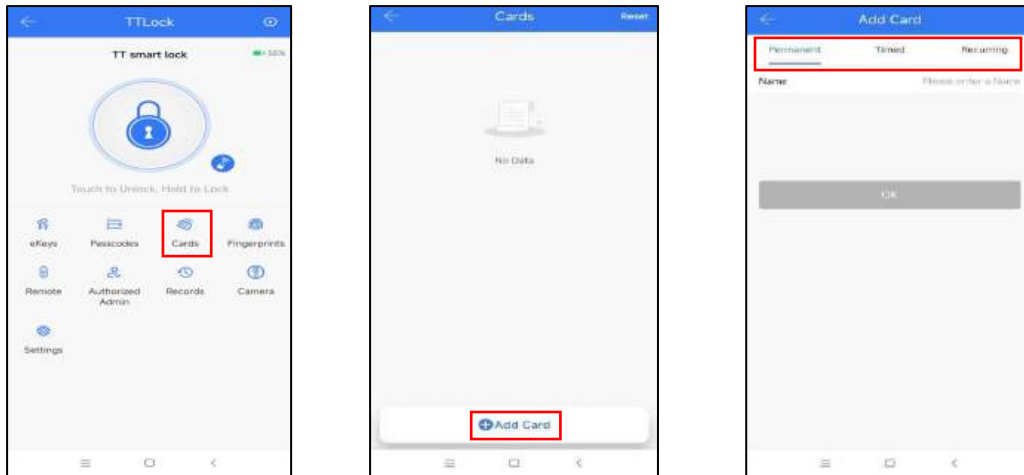 TTLock
TT smart lock
Touch to Unlock, Hold to Lock
eKeys Passcodes Cards Fingerprints
Remote Authorized Admin Records Camera
Settings
Cards Reset
No Data
Add Card
Add Card
Permanent Timed Recurring
Name Please enter a Name
OK